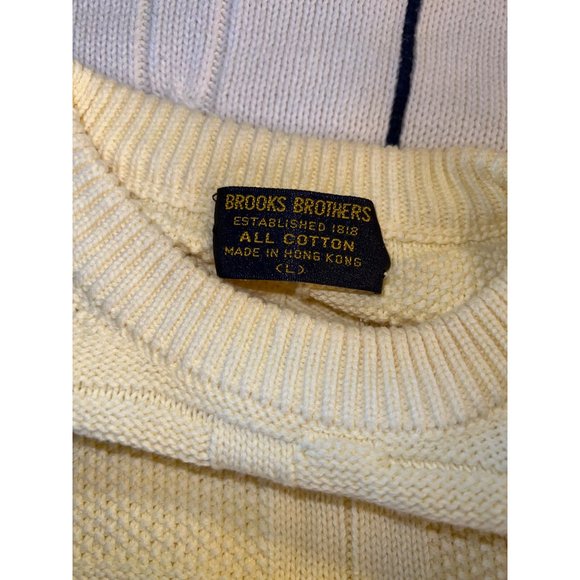 BROOKS BROTHERS
ESTABLISHED 1818
ALL COTTON
MADE IN HONG KONG
(L)